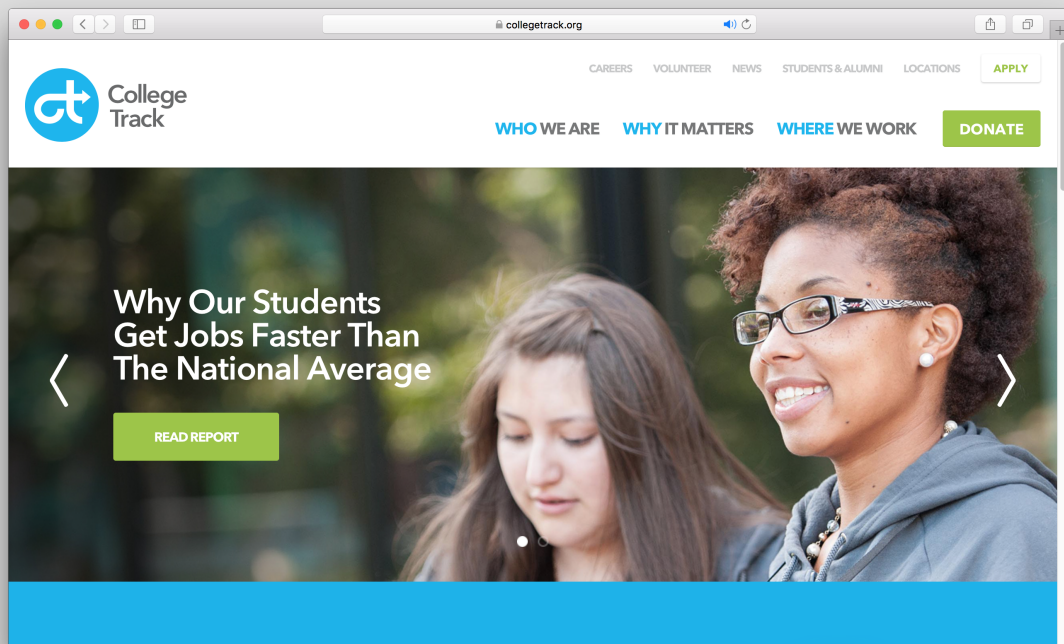 collegetrack.org
CAREERS VOLUNTEER NEWS STUDENTS & ALUMNI LOCATIONS APPLY
ct College
Track
WHO WE ARE WHY IT MATTERS WHERE WE WORK DONATE
Why Our Students
Get Jobs Faster Than
The National Average
READ REPORT